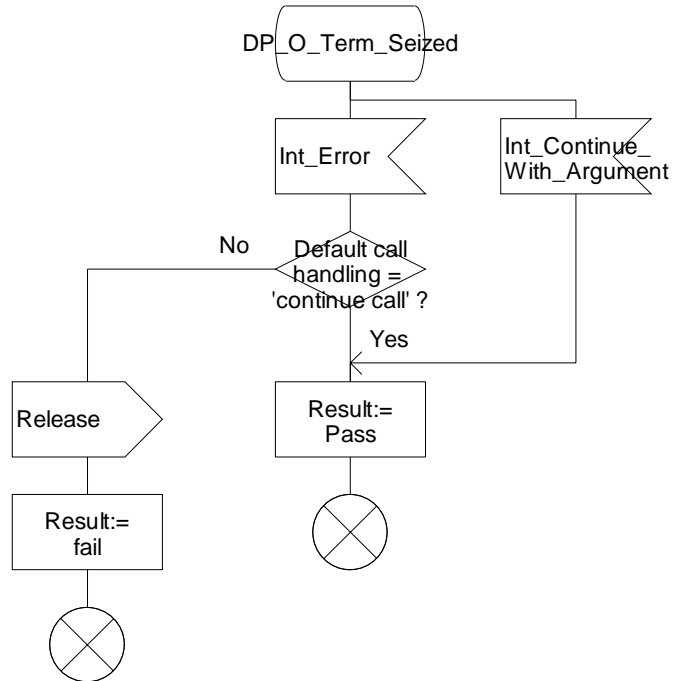 DP_O_Term_Seized
Int_Error
Int_Continue_
With_Argument
No
Default call
handling =
'continue call' ?
Yes
Release
Result:=
Pass
Result:=
fail